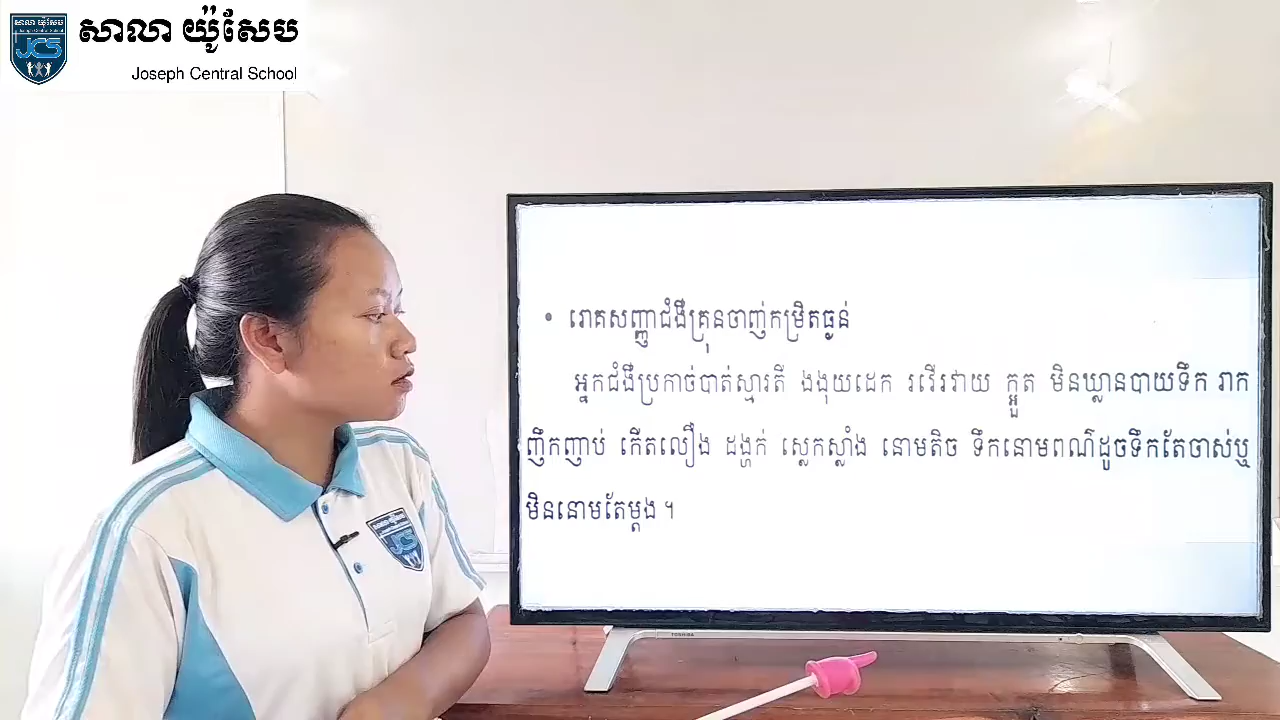 សាលា យ៉ូសែប
Joseph Central School
JCS
• រោគសញ្ញាជំងឺគ្រុនចាញ់កម្រិតធ្ងន់
អ្នកជំងឺប្រកាច់បាត់ស្មារតី ងងុយដេក រវើរវាយ ក្អួត មិនឃ្លានបាយទឹក រាក
ញឹកញាប់ កើតលឿង ដង្ហក់ ស្លេកស្លាំង នោមតិច ទឹកនោមពណ៌ដូចទឹកតែចាស់ឬ
មិននោមតែម្តង ។
JCS
TOSHIBA